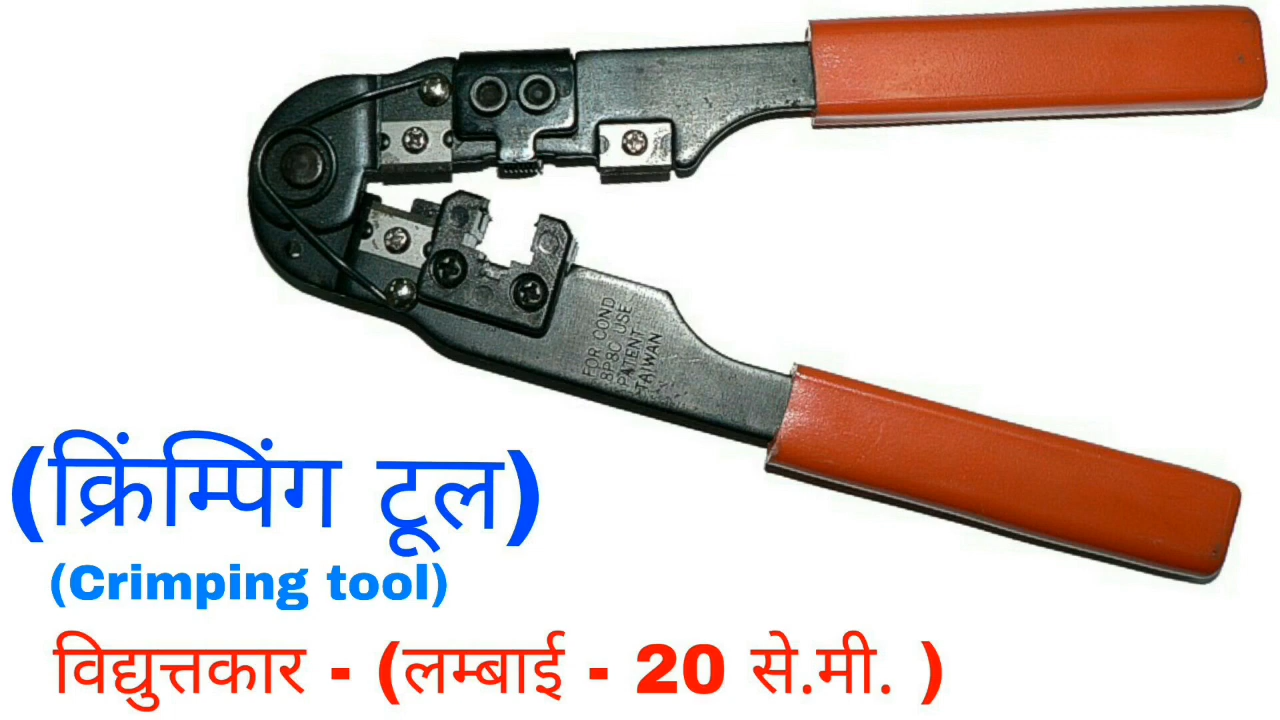 FOR COND
8P8C USE
PATENT
TAIWAN
(क्रिंम्पिंग टूल)
(Crimping tool)
विद्युत्तकार - (लम्बाई - 20 से.मी. )